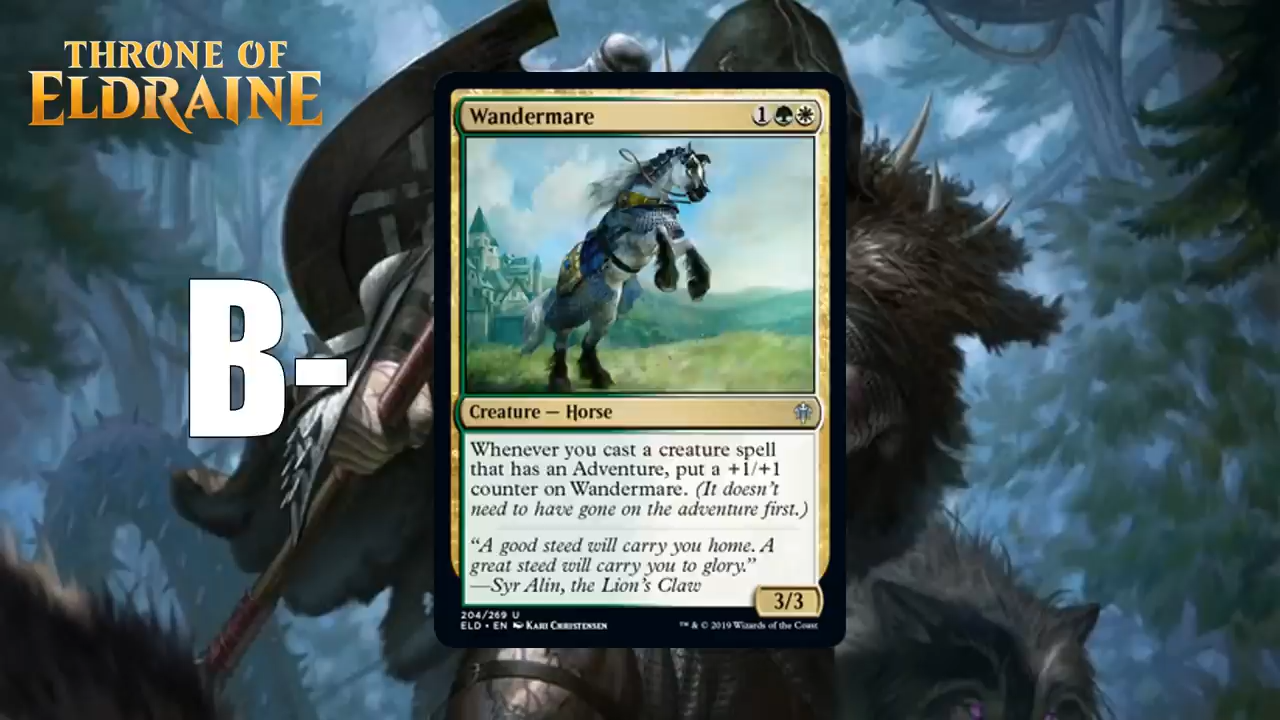 THRONE OF
ELDRAINE
B-
Wandermare 1
Creature — Horse
Whenever you cast a creature spell
that has an Adventure, put a +1/+1
counter on Wandermare. (It doesn't
need to have gone on the adventure first.)
“A good steed will carry you home. A
great steed will carry you to glory.”
—Syr Alin, the Lion's Claw
3/3
204/269 U
ELD • EN Kari Christensen
™ & © 2019 Wizards of the Coast